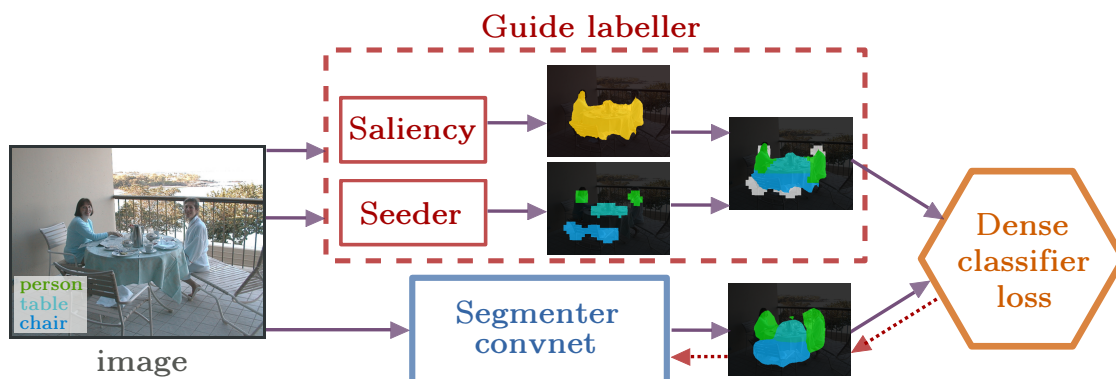 Guide labeller
Saliency
Seeder
person
table
chair
image
Segmenter
convnet
Dense
classifier
loss